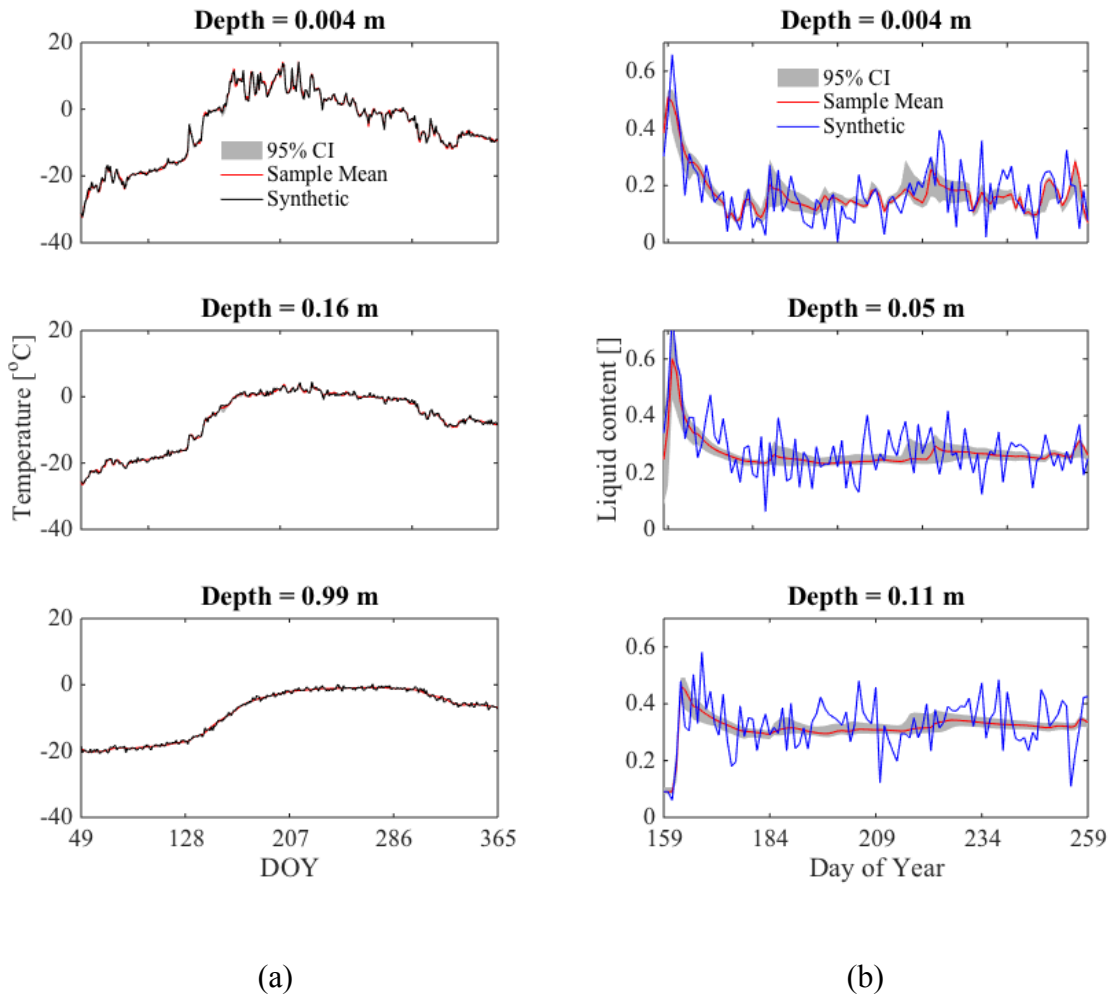 Depth = 0.004 m
20
0
-20
-40
95% CI
Sample Mean
Synthetic
Depth = 0.16 m
20
0
-20
-40
Temperature [°C]
Depth = 0.99 m
20
0
-20
-40
49 128 207 286 365
DOY
(a)
Depth = 0.004 m
0.6
0.4
0.2
0
95% CI
Sample Mean
Synthetic
Depth = 0.05 m
0.6
0.4
0.2
0
Liquid content []
Depth = 0.11 m
0.6
0.4
0.2
0
159 184 209 234 259
Day of Year
(b)